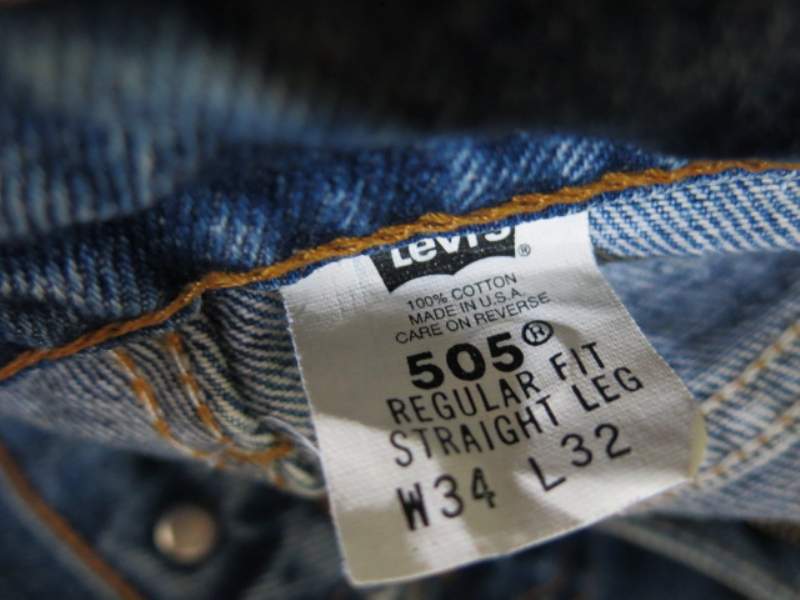 Levi's®
100% COTTON
MADE IN U.S.A.
CARE ON REVERSE
505®
REGULAR FIT
STRAIGHT LEG
W34 L32